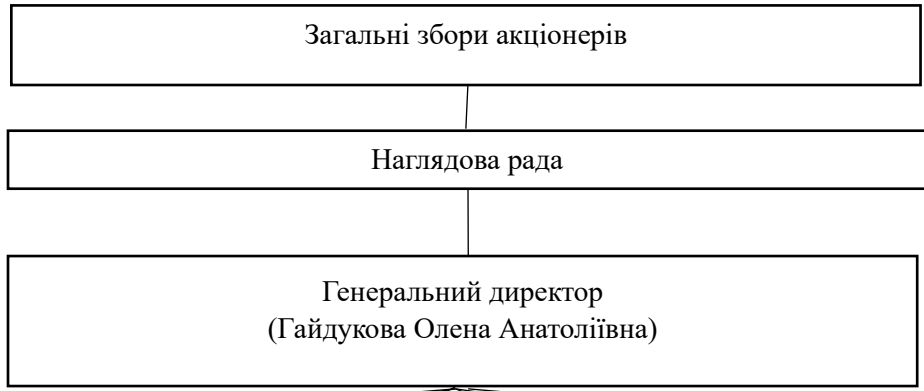 Загальні збори акціонерів
Наглядова рада
Генеральний директор
(Гайдукова Олена Анатоліївна)